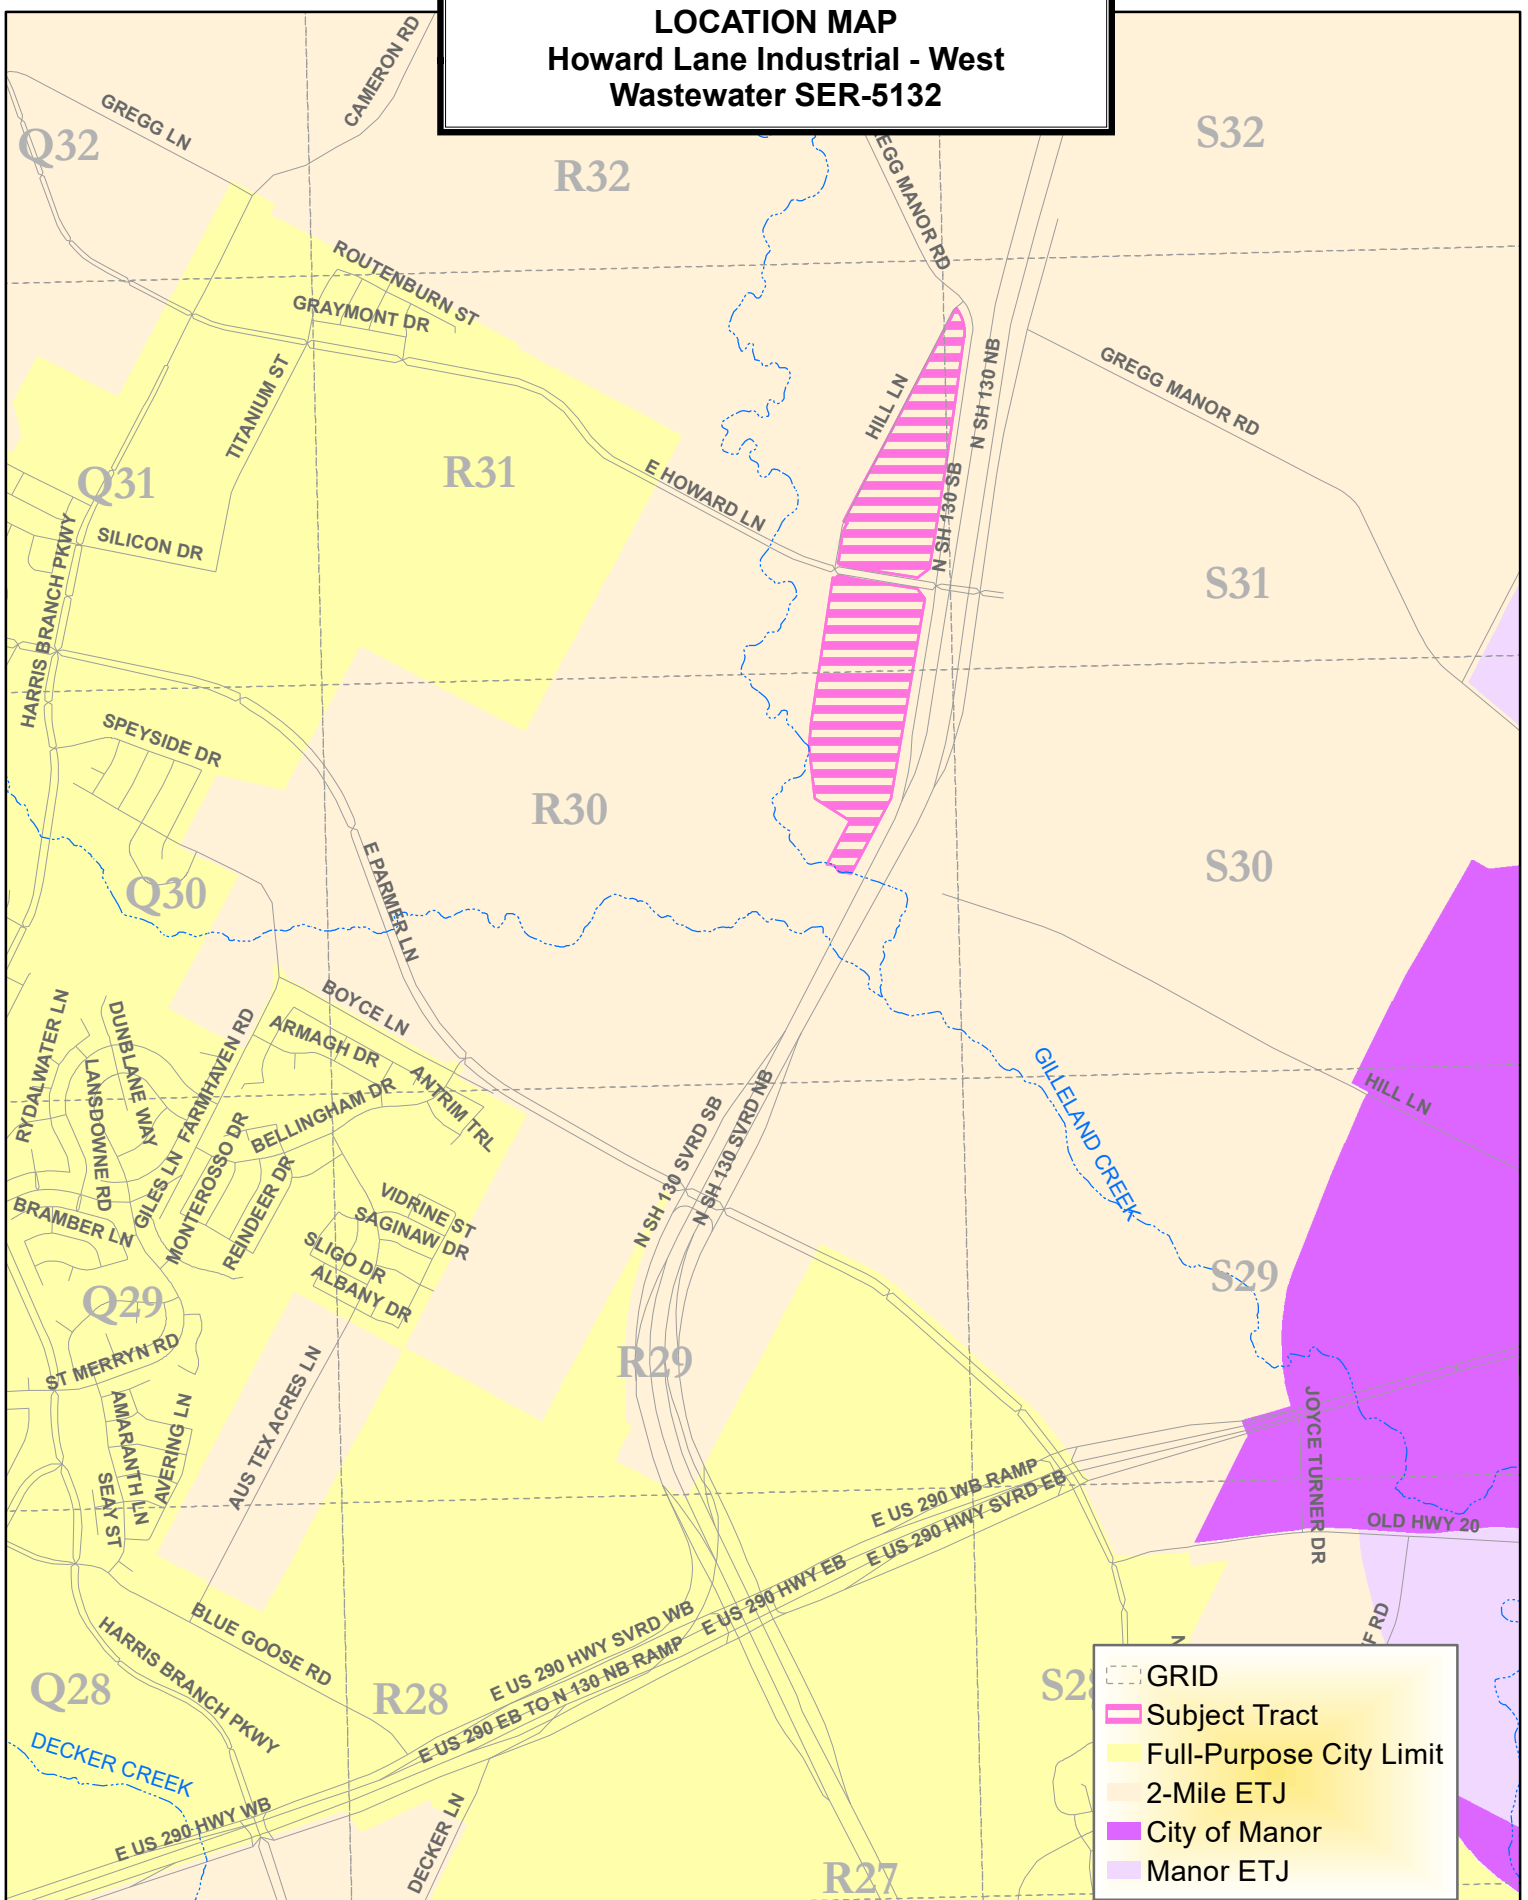 LOCATION MAP
Howard Lane Industrial - West
Wastewater SER-5132
CAMERON RD
GREGG LN
Q32
R32
S32
EGG MANOR RD
ROUTENBURN ST
GRAYMONT DR
TITANIUM ST
HILL LN
N SH 130 NB
GREGG MANOR RD
Q31
R31
E HOWARD LN
N SH 130 SB
SILICON DR
S31
HARRIS BRANCH PKWY
SPEYSIDE DR
R30
S30
Q30
E PARMER LN
RYDALWATER LN
DUNBLANE WAY
LANSDOWNE RD
FARMHAVEN RD
BOYCE LN
ARMAGH DR
ANTRIM TRL
BELLINGHAM DR
MONTEROSSO DR
GILES LN
REINDEER DR
GILLELAND CREEK
HILL LN
N SH 130 SVRD SB
N SH 130 SVRD NB
BRAMBER LN
VIDRINE ST
SAGINAW DR
SLIGO DR
ALBANY DR
Q29
R29
S29
ST MERRYN RD
AMARANTH LN
AVERING LN
SEAY ST
AUS TEX ACRES LN
JOYCE TURNER DR
E US 290 WB RAMP
E US 290 HWY SVRD EB
OLD HWY 20
E US 290 HWY EB
BLUE GOOSE RD
E US 290 HWY SVRD WB
E US 290 EB TO N 130 NB RAMP
HARRIS BRANCH PKWY
N
F RD
Q28
R28
S28
DECKER CREEK
E US 290 HWY WB
DECKER LN
R27
GRID
Subject Tract
Full-Purpose City Limit
2-Mile ETJ
City of Manor
Manor ETJ